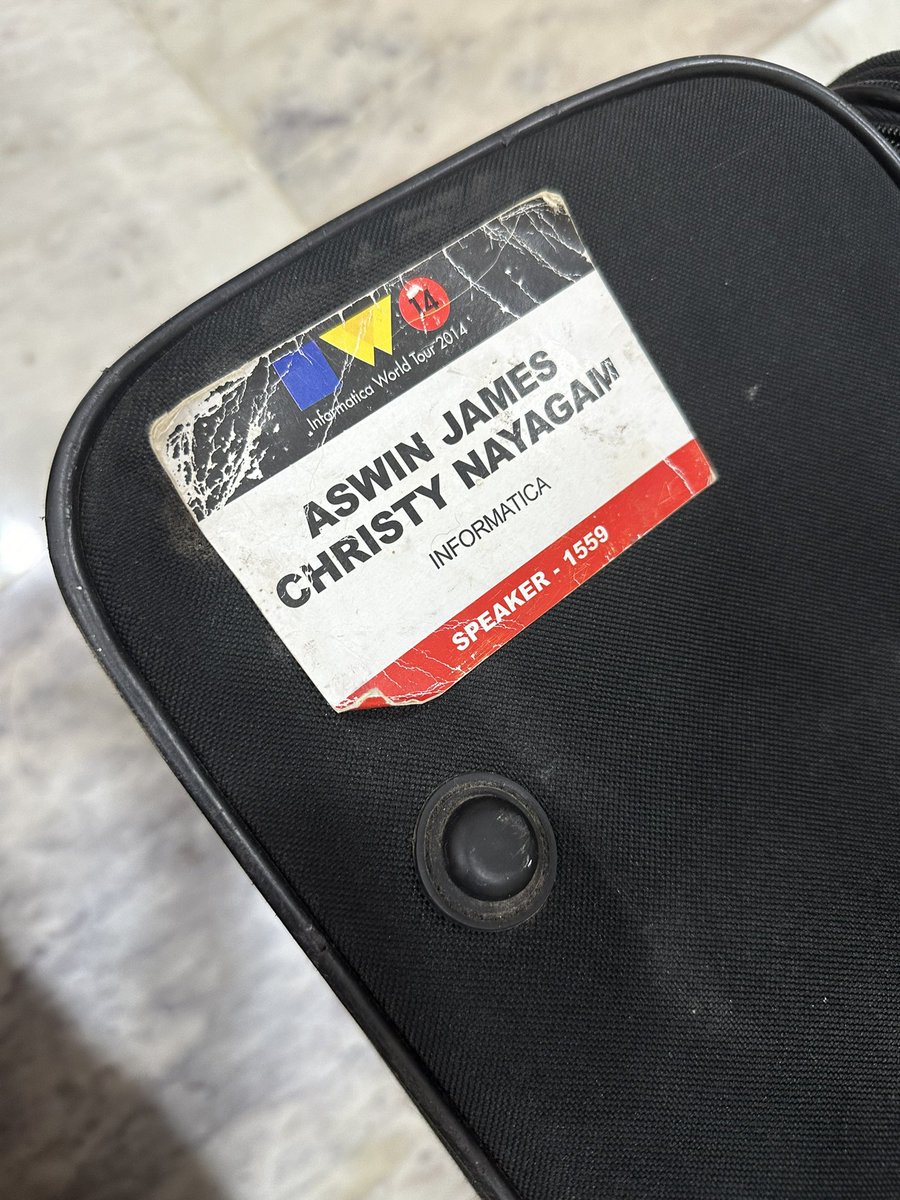 IW 14
Informatica World Tour 2014
ASWIN JAMES
CHRISTY NAYAGAM
INFORMATICA
SPEAKER - 1559